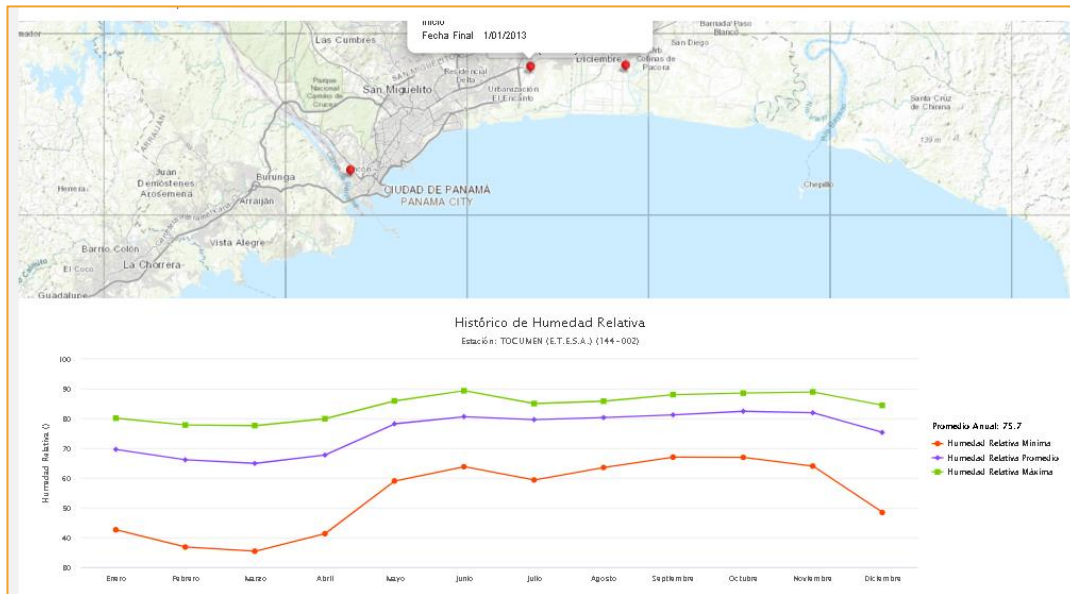 Inicio
Fecha Final 1/01/2013
Las Cumbres
San Diego
Barriada Paso
Blanco
Diciembre
Colinas de
Pacora
Residencial
Delta
Parque
Nacional
Camino de
Cruces
San Miguelito
Urbanización
El Encanto
Santa Cruz
de Chinina
ARRAIJÁN
Juan
Demóstenes
Arosemena
Herrera
Burunga
Arraiján
CIUDAD DE PANAMÁ
PANAMA CITY
Chepillo
Barrio Colón
Vista Alegre
El Coco
La Chorrera
Guadalupe
Histórico de Humedad Relativa
Estación: TOCUMEN (E.T.E.S.A.) (144-002)
Humedad Relativa ()
100
90
80
70
60
50
40
30
Promedio Anual: 75.7
Humedad Relativa Mínima
Humedad Relativa Promedio
Humedad Relativa Máxima
Enero Febrero Marzo Abril Mayo Junio Julio Agosto Septiembre Octubre Noviembre Diciembre